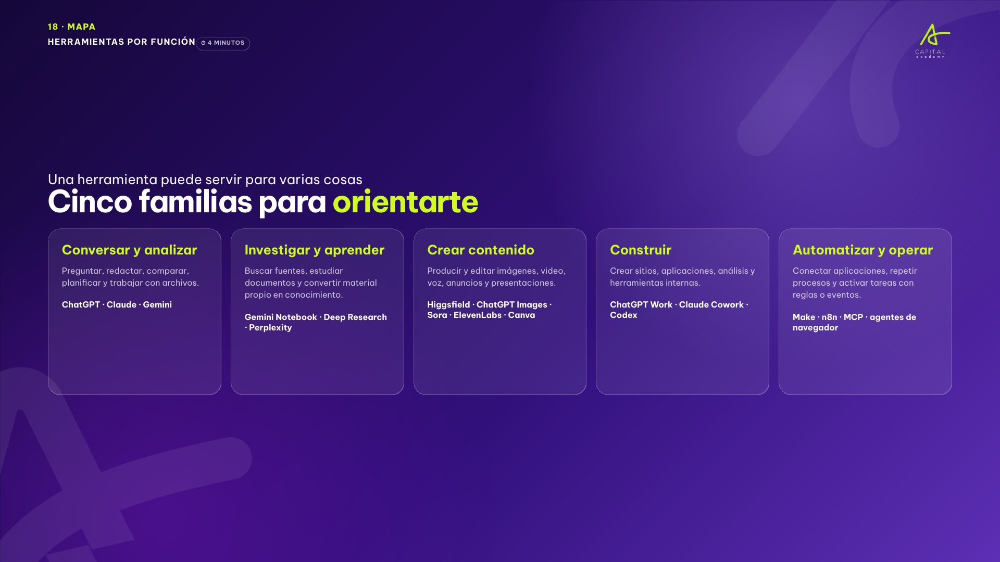 18 · MAPA
HERRAMIENTAS POR FUNCIÓN
⏱ 4 MINUTOS
CAPITAL
academy
Una herramienta puede servir para varias cosas
Cinco familias para orientarte
Conversar y analizar
Preguntar, redactar, comparar,
planificar y trabajar con archivos.
ChatGPT · Claude · Gemini
Investigar y aprender
Buscar fuentes, estudiar
documentos y convertir material
propio en conocimiento.
Gemini Notebook · Deep Research
· Perplexity
Crear contenido
Producir y editar imágenes, video,
voz, anuncios y presentaciones.
Higgsfield · ChatGPT Images ·
Sora · ElevenLabs · Canva
Construir
Crear sitios, aplicaciones, análisis y
herramientas internas.
ChatGPT Work · Claude Cowork ·
Codex
Automatizar y operar
Conectar aplicaciones, repetir
procesos y activar tareas con
reglas o eventos.
Make · n8n · MCP · agentes de
navegador